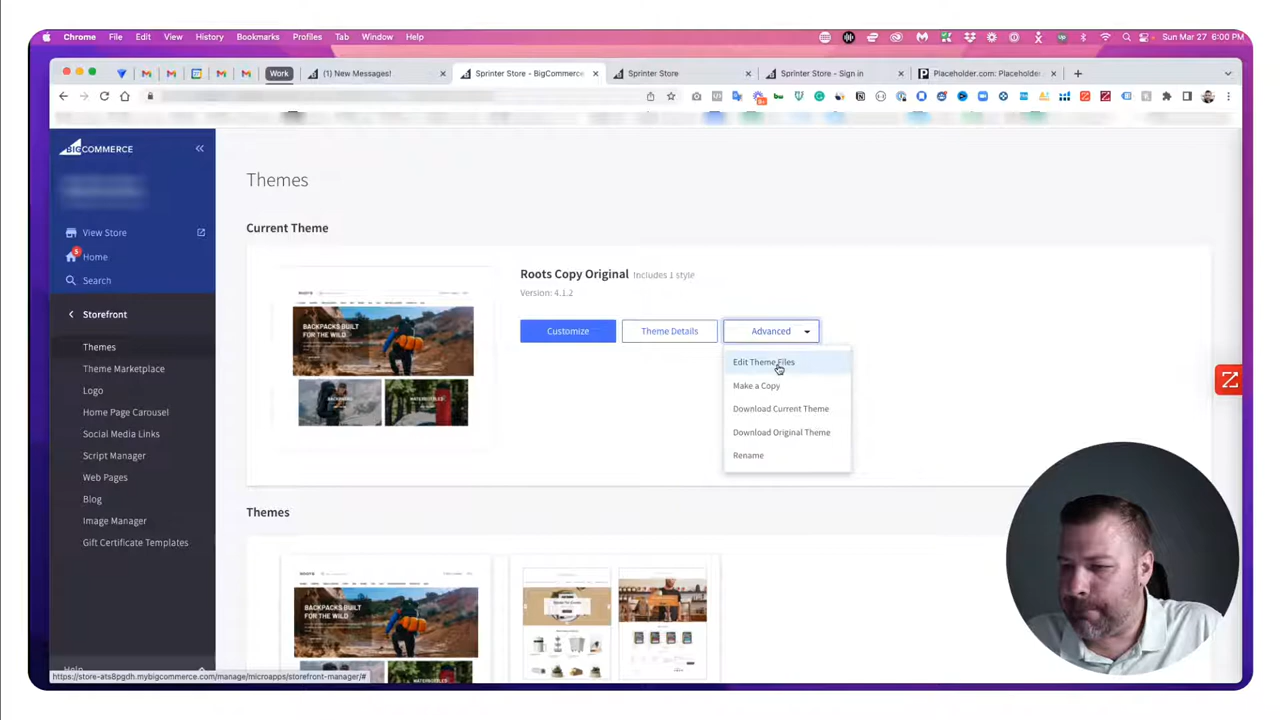 Chrome File Edit View History Bookmarks Profiles Tab Window Help Sun Mar 27 6:00 PM
Work (1) New Messages! Sprinter Store - BigCommerce Sprinter Store Sprinter Store - Sign in Placeholder.com: Placeholder
BIGCOMMERCE
View Store
5
Home
Search
Storefront
Themes
Theme Marketplace
Logo
Home Page Carousel
Social Media Links
Script Manager
Web Pages
Blog
Image Manager
Gift Certificate Templates
Help
Themes
Current Theme
BACKPACKS BUILT
FOR THE WILD
Roots Copy Original Includes 1 style
Version: 4.1.2
Customize Theme Details Advanced
Edit Theme Files
Make a Copy
Download Current Theme
Download Original Theme
Rename
Themes
BACKPACKS BUILT
FOR THE WILD
https://store-ats8pgdh.mybigcommerce.com/manage/microapps/storefront-manager/#